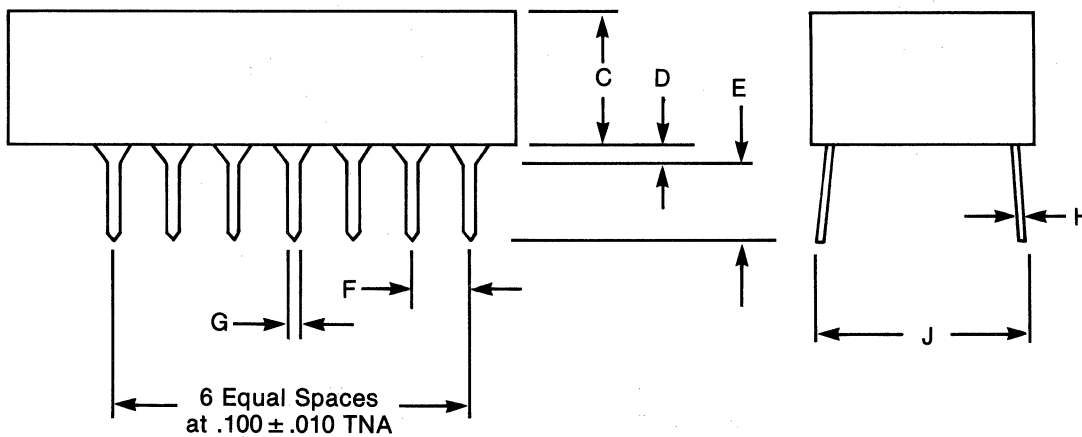 C
D
E
H
F
G
J
6 Equal Spaces
at .100 ± .010 TNA